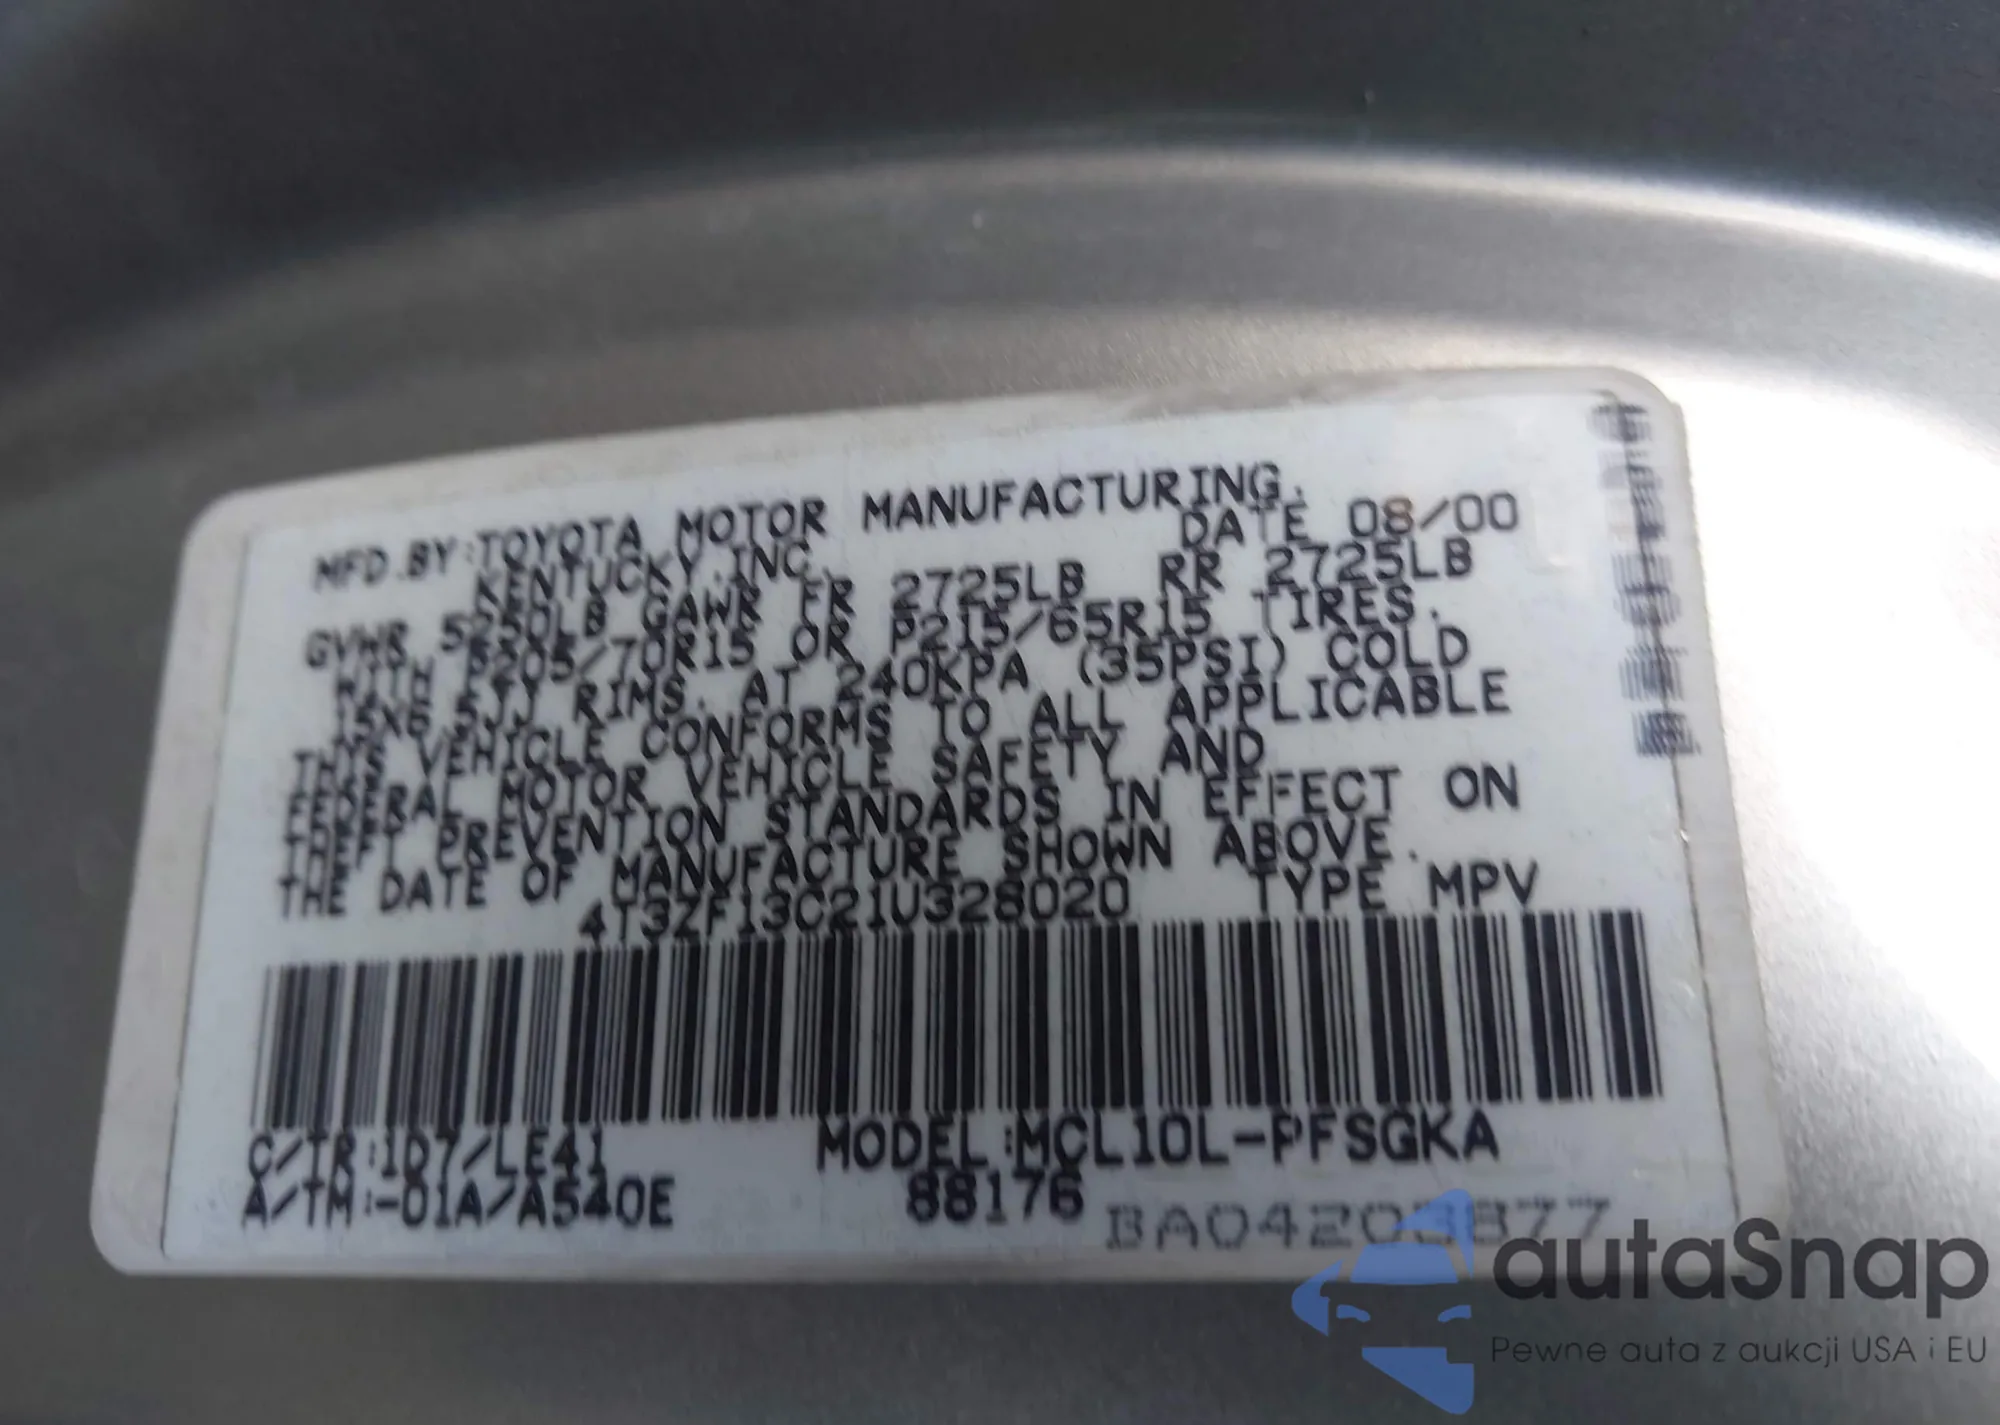 MFD.BY:TOYOTA MOTOR MANUFACTURING.
KENTUCKY,INC. DATE 08/00
GVWR 5250LB GAWR FR 2725LB RR 2725LB
WITH P205/70R15 OR P215/65R15 TIRES.
15X6.5JJ RIMS. AT 240KPA (35PSI) COLD
THIS VEHICLE CONFORMS TO ALL APPLICABLE
FEDERAL MOTOR VEHICLE SAFETY AND
THEFT PREVENTION STANDARDS IN EFFECT ON
THE DATE OF MANUFACTURE SHOWN ABOVE.
4T3ZF13C21U328020 TYPE MPV
C/TR:1D7/LE41 MODEL:MCL10L-PFSGKA
A/TM:-01A/A540E 88176
autaSnap
Pewne auta z aukcji USA i EU